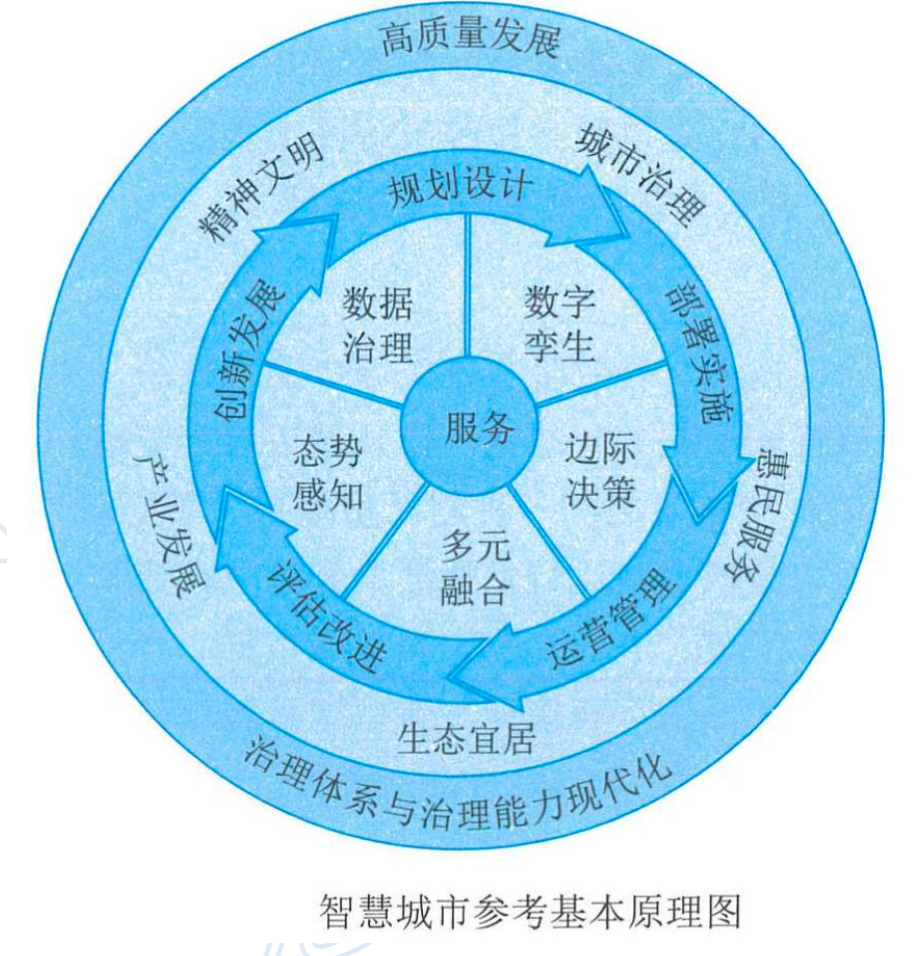 高质量发展
精神文明
城市治理
规划设计
创新发展
数据
治理
数字
孪生
部署实施
服务
态势
感知
边际
决策
产业发展
惠民服务
多元
融合
评估改进
运营管理
生态宜居
治理体系与治理能力现代化
智慧城市参考基本原理图